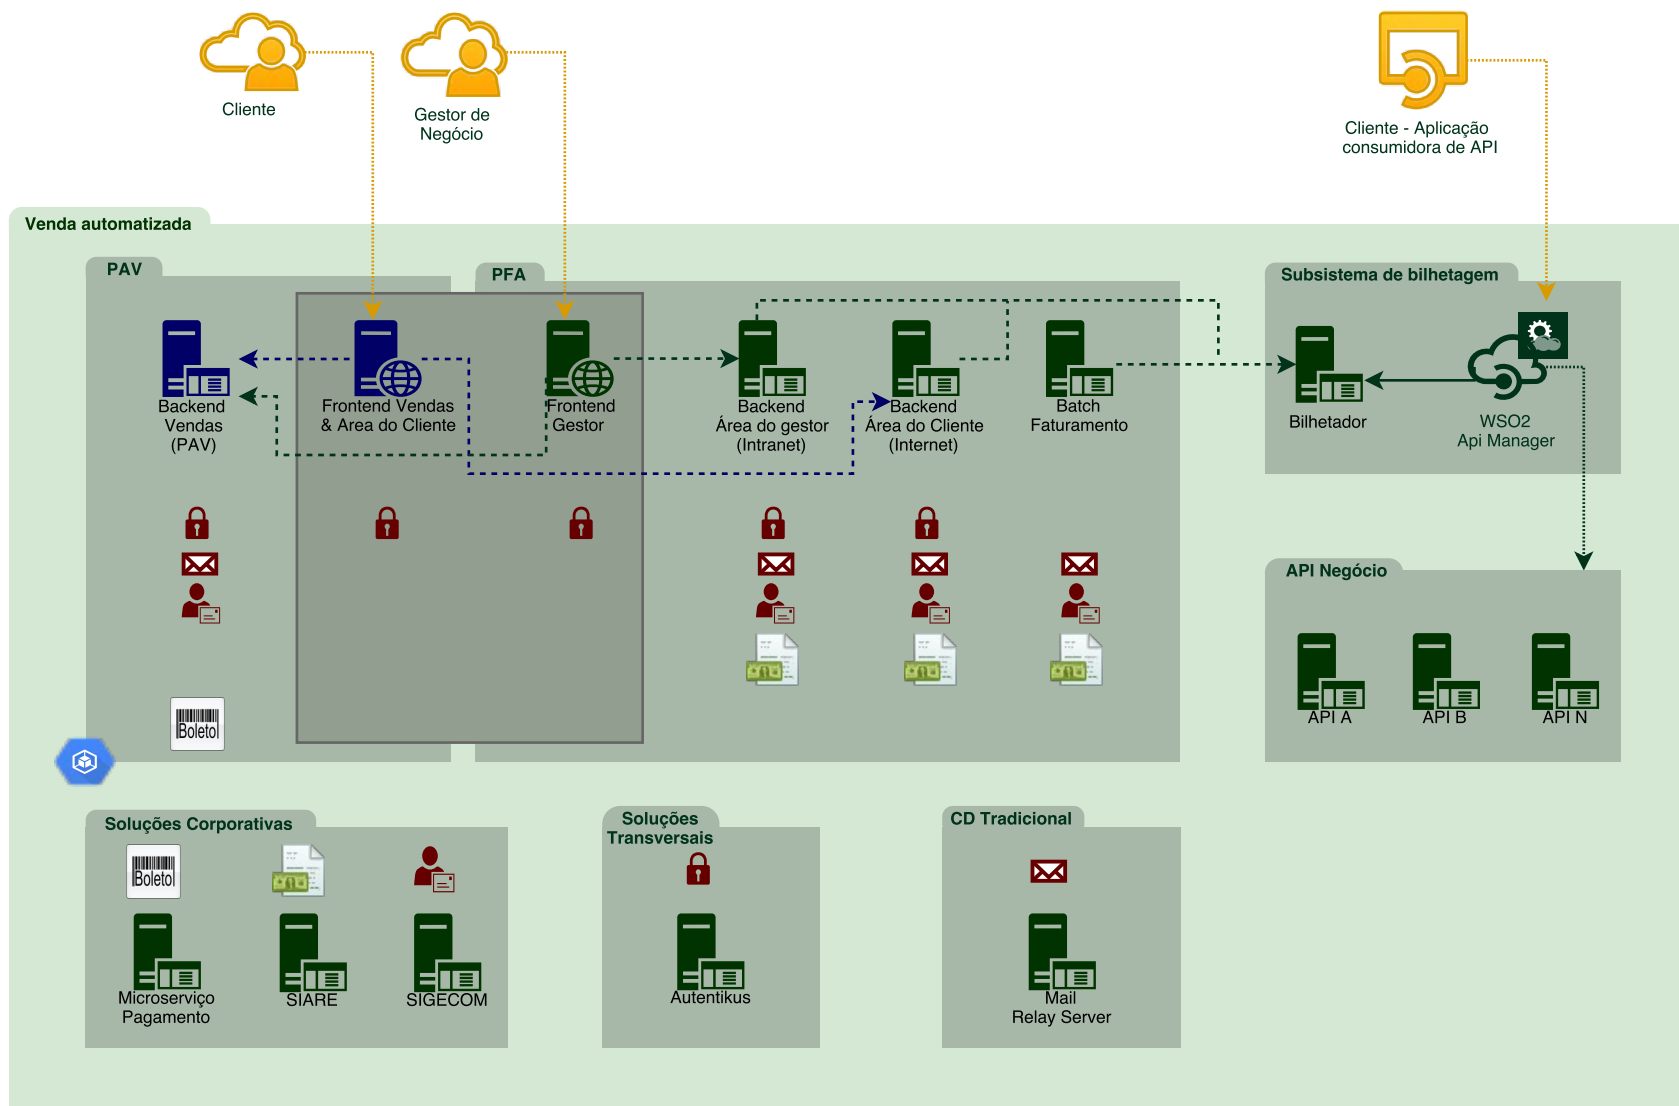 Cliente
Gestor de
Negócio
Cliente - Aplicação
consumidora de API
Venda automatizada
PAV
PFA
Subsistema de bilhetagem
Backend
Vendas
(PAV)
Frontend Vendas
& Area do Cliente
Frontend
Gestor
Backend
Área do gestor
(Intranet)
Backend
Área do Cliente
(Internet)
Batch
Faturamento
Bilhetador
WSO2
Api Manager
API Negócio
API A
API B
API N
Boleto
Soluções Corporativas
Boleto
Microserviço
Pagamento
SIARE
SIGECOM
Soluções
Transversais
Autentikus
CD Tradicional
Mail
Relay Server